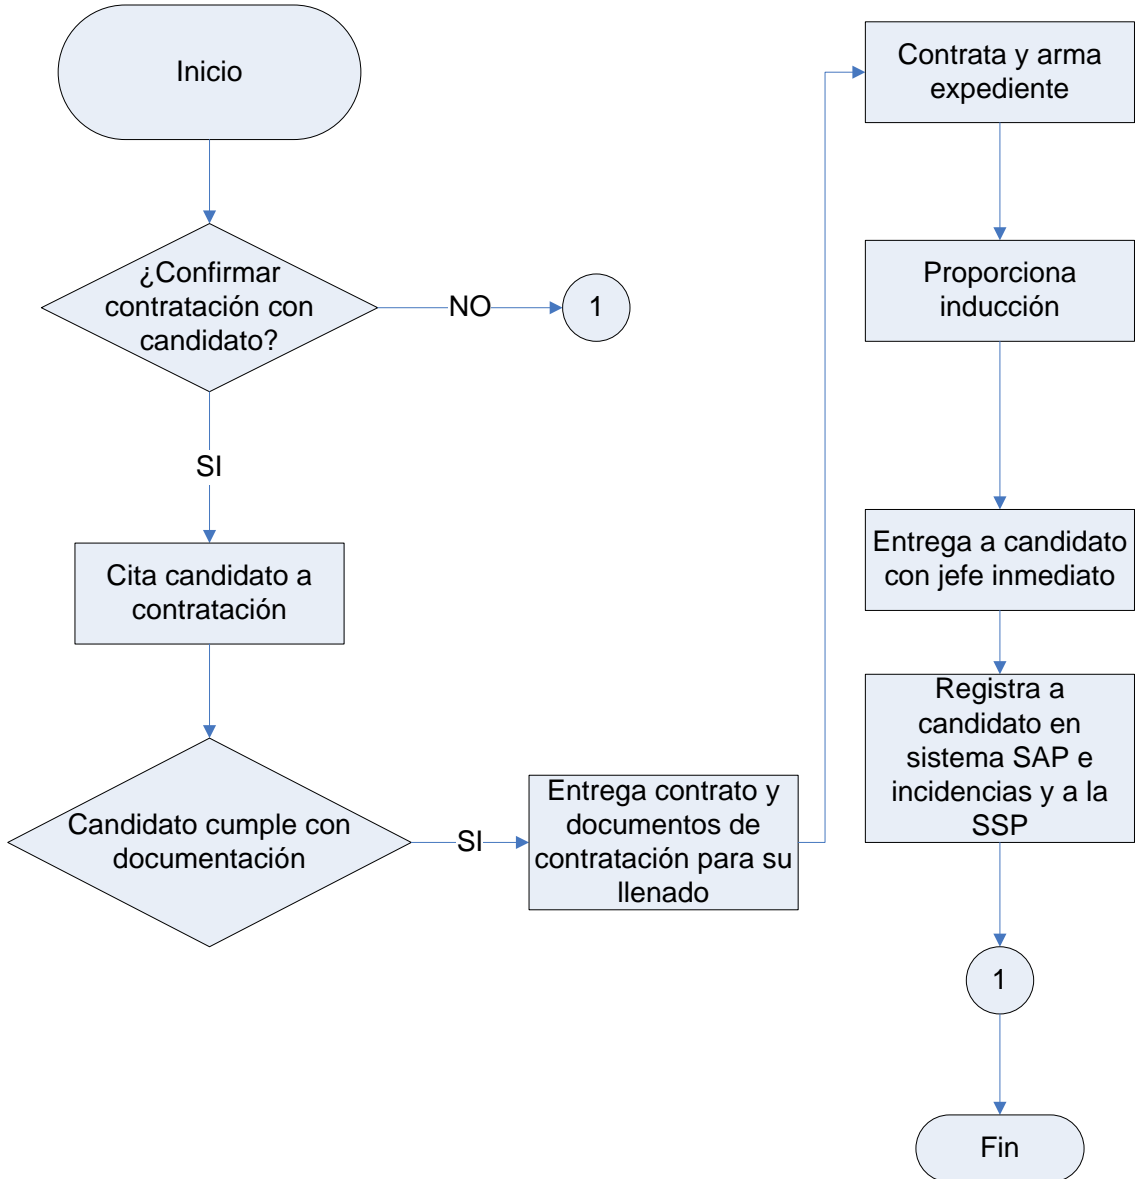 Inicio
¿Confirmar
contratación con
candidato?
NO
1
SI
Cita candidato a
contratación
Candidato cumple con
documentación
SI
Entrega contrato y
documentos de
contratación para su
llenado
Contrata y arma
expediente
Proporciona
inducción
Entrega a candidato
con jefe inmediato
Registra a
candidato en
sistema SAP e
incidencias y a la
SSP
1
Fin